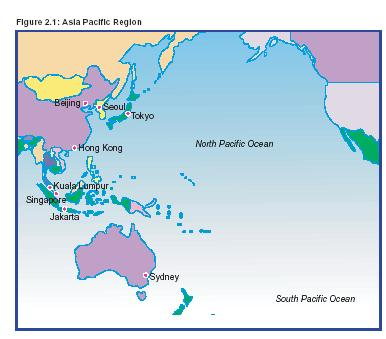 Figure 2.1: Asia Pacific Region
Beijing
Seoul
Tokyo
North Pacific Ocean
Hong Kong
Kuala Lumpur
Singapore
Jakarta
Sydney
South Pacific Ocean